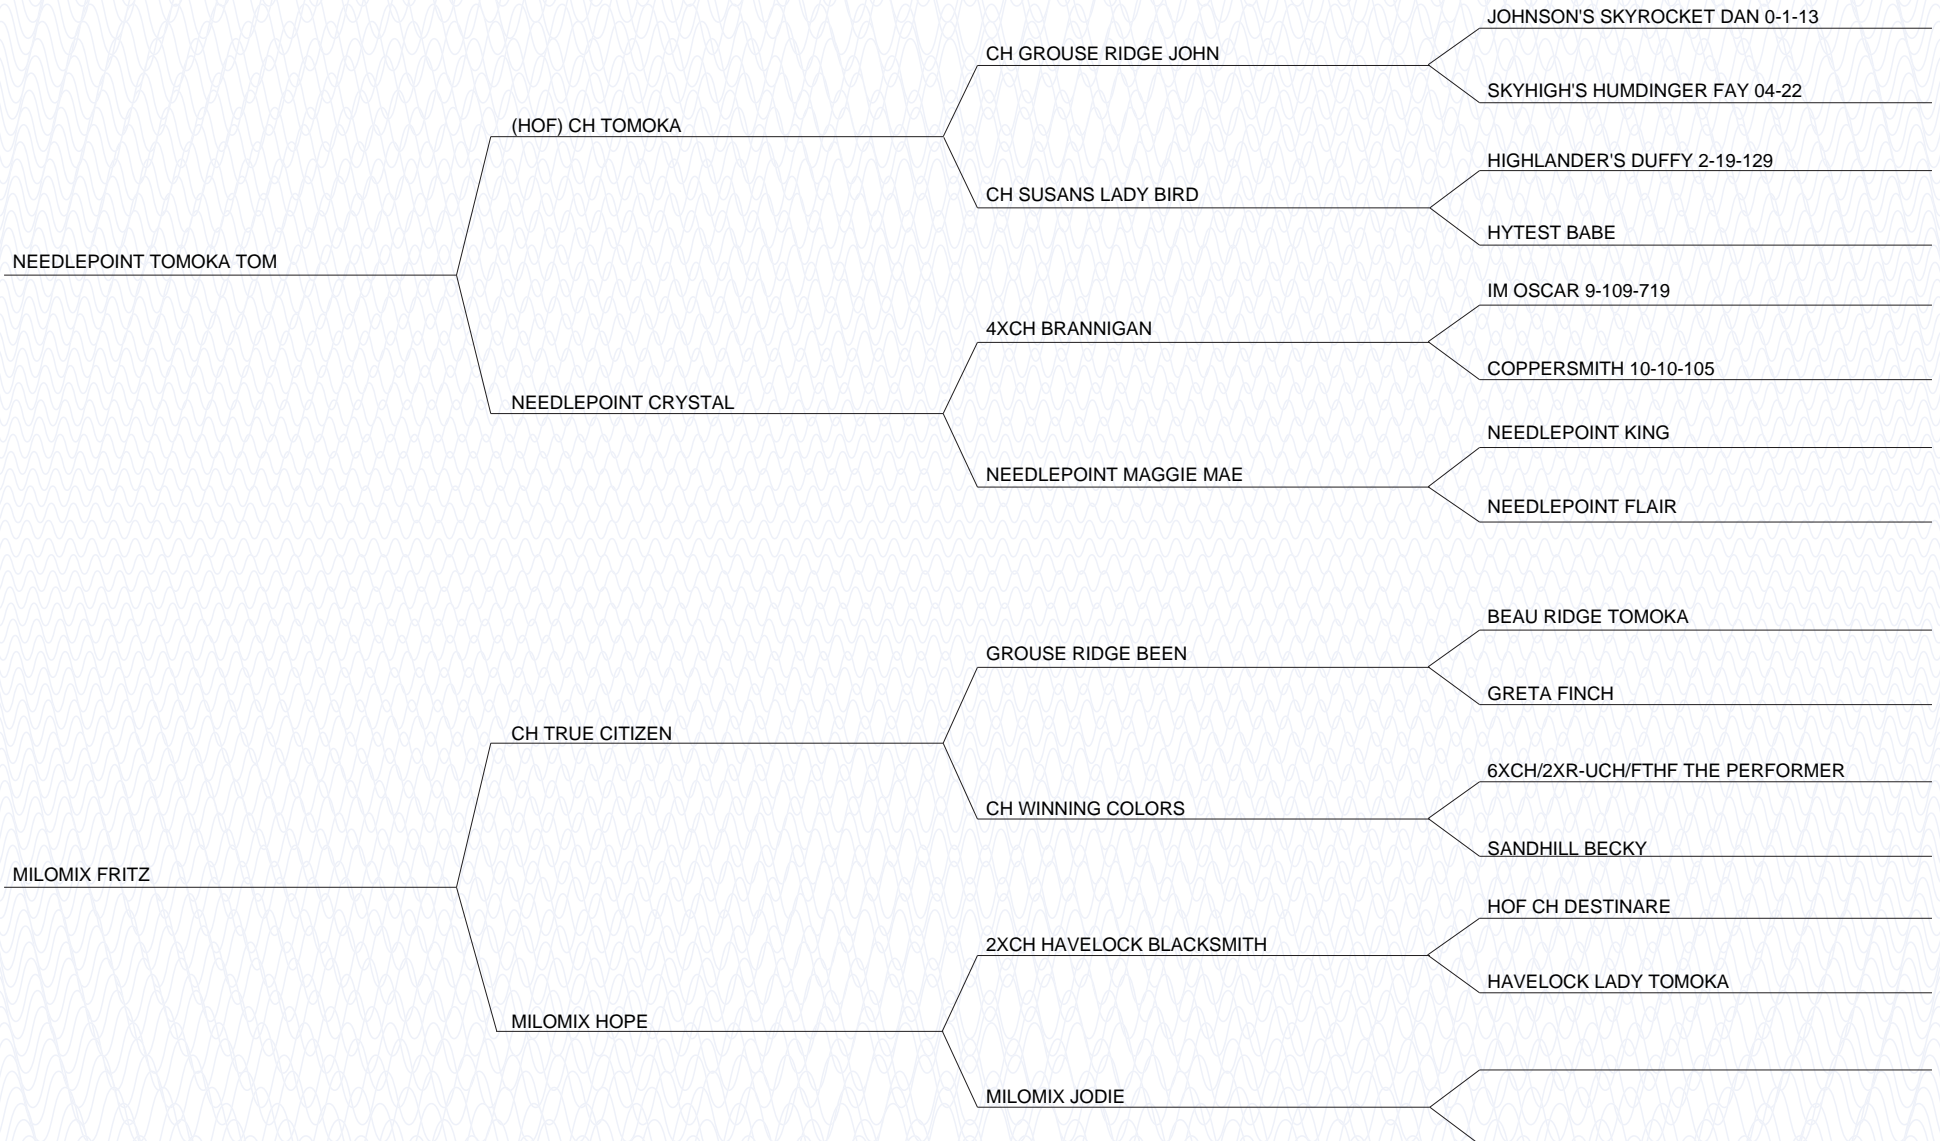 JOHNSON'S SKYROCKET DAN 0-1-13
CH GROUSE RIDGE JOHN
SKYHIGH'S HUMDINGER FAY 04-22
(HOF) CH TOMOKA
HIGHLANDER'S DUFFY 2-19-129
CH SUSANS LADY BIRD
HYTEST BABE
NEEDLEPOINT TOMOKA TOM
IM OSCAR 9-109-719
4XCH BRANNIGAN
COPPERSMITH 10-10-105
NEEDLEPOINT CRYSTAL
NEEDLEPOINT KING
NEEDLEPOINT MAGGIE MAE
NEEDLEPOINT FLAIR
BEAU RIDGE TOMOKA
GROUSE RIDGE BEEN
GRETA FINCH
CH TRUE CITIZEN
6XCH/2XR-UCH/FTHF THE PERFORMER
CH WINNING COLORS
SANDHILL BECKY
MILOMIX FRITZ
HOF CH DESTINARE
2XCH HAVELOCK BLACKSMITH
HAVELOCK LADY TOMOKA
MILOMIX HOPE
MILOMIX JODIE